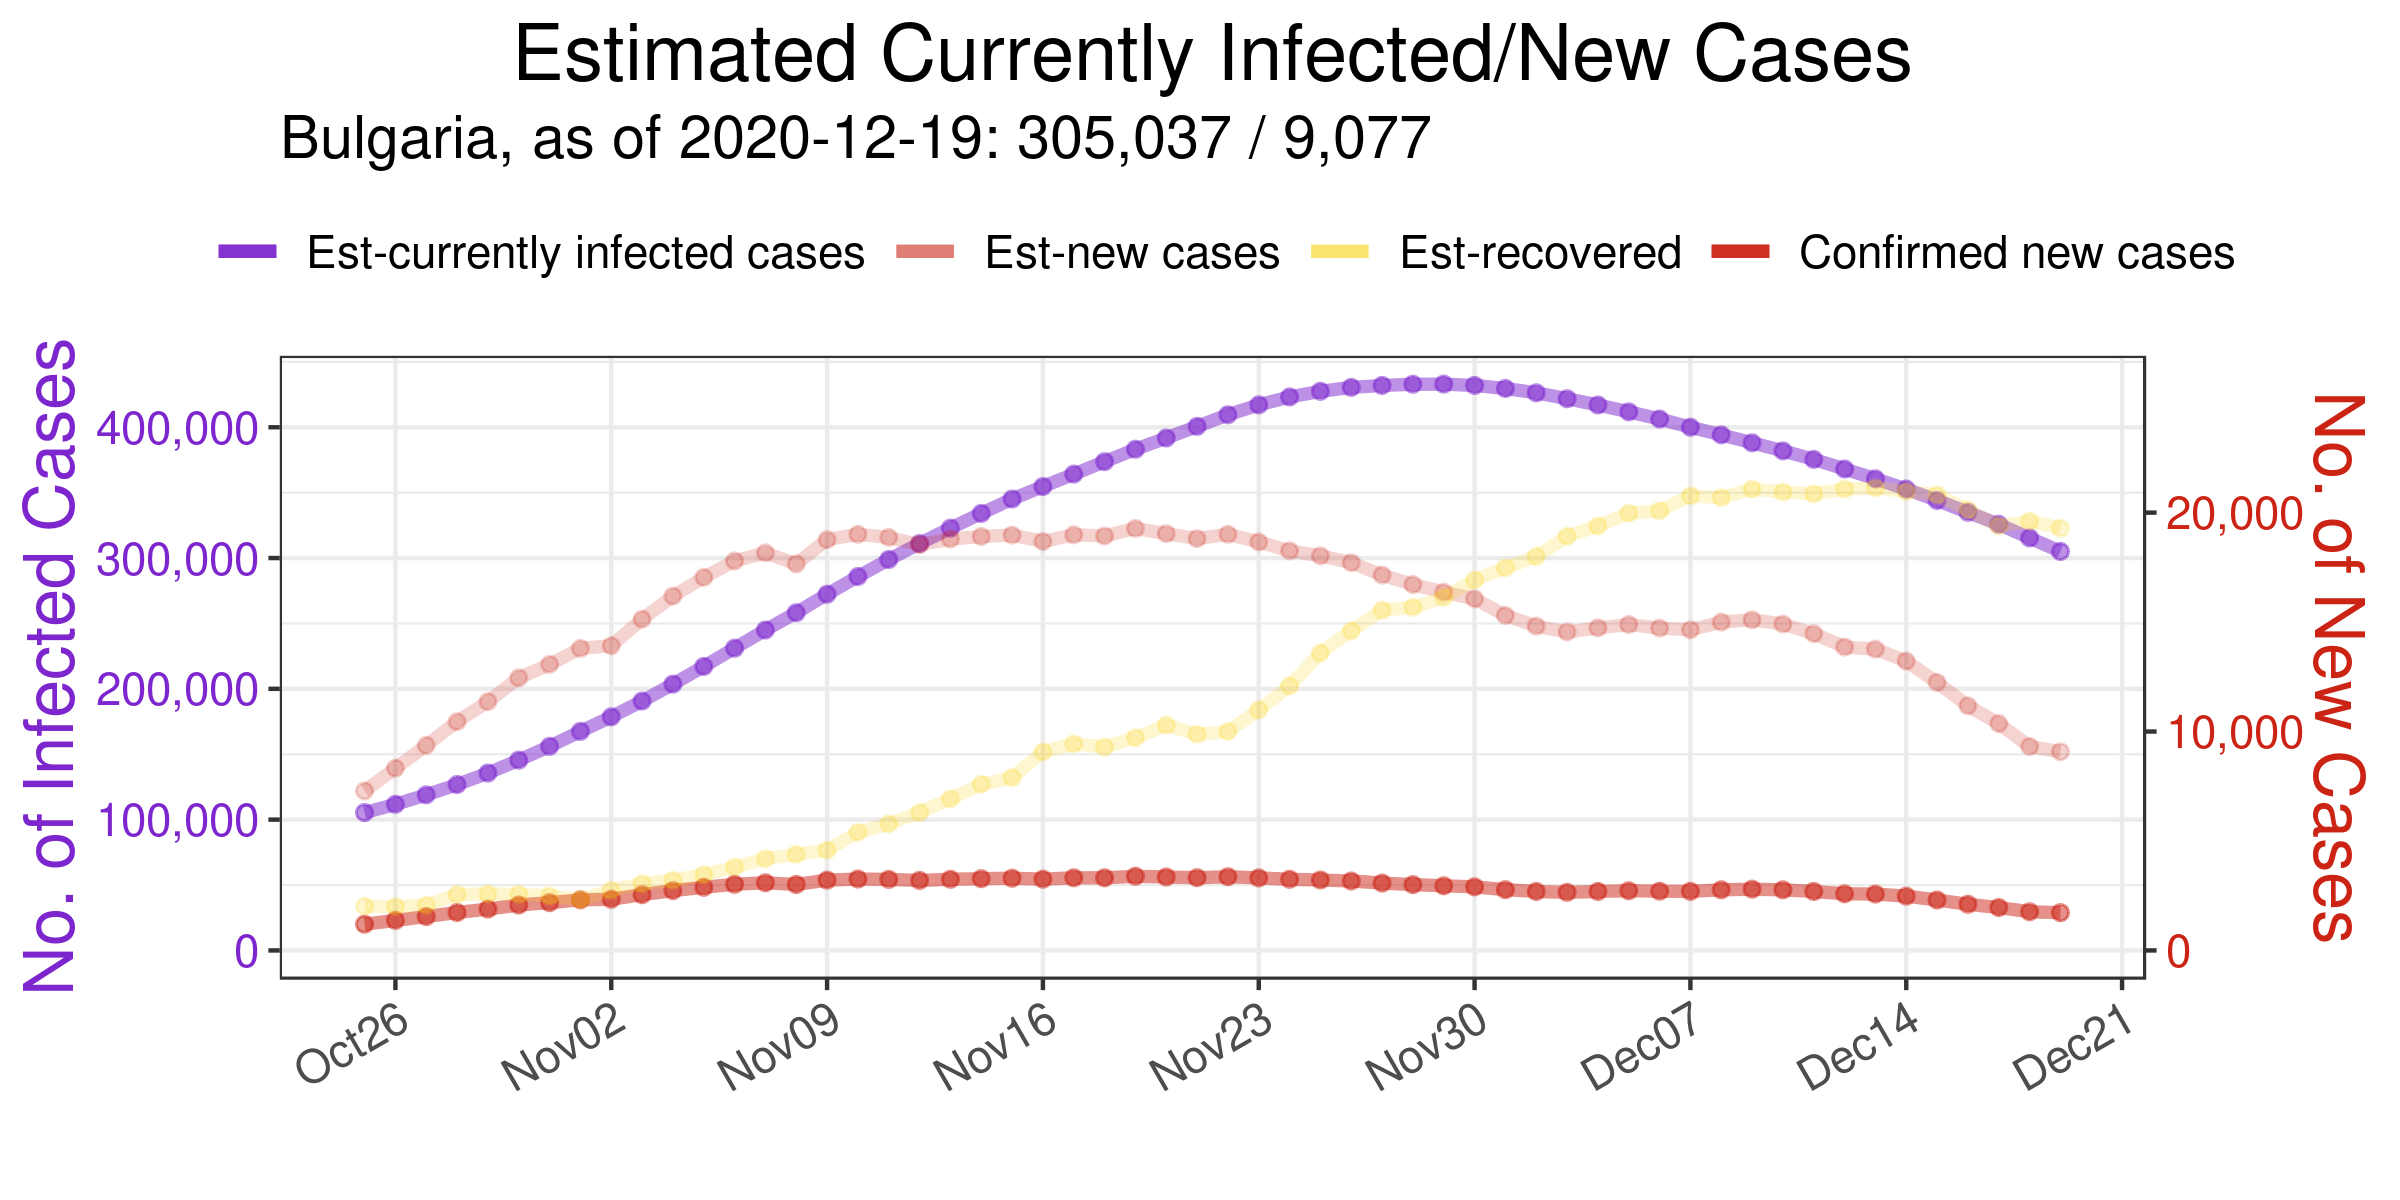 Estimated Currently Infected/New Cases
Bulgaria, as of 2020-12-19: 305,037 / 9,077
Est-currently infected cases Est-new cases Est-recovered Confirmed new cases
No. of Infected Cases
400,000
300,000
200,000
100,000
0
20,000
10,000
0
No. of New Cases
Oct26 Nov02 Nov09 Nov16 Nov23 Nov30 Dec07 Dec14 Dec21